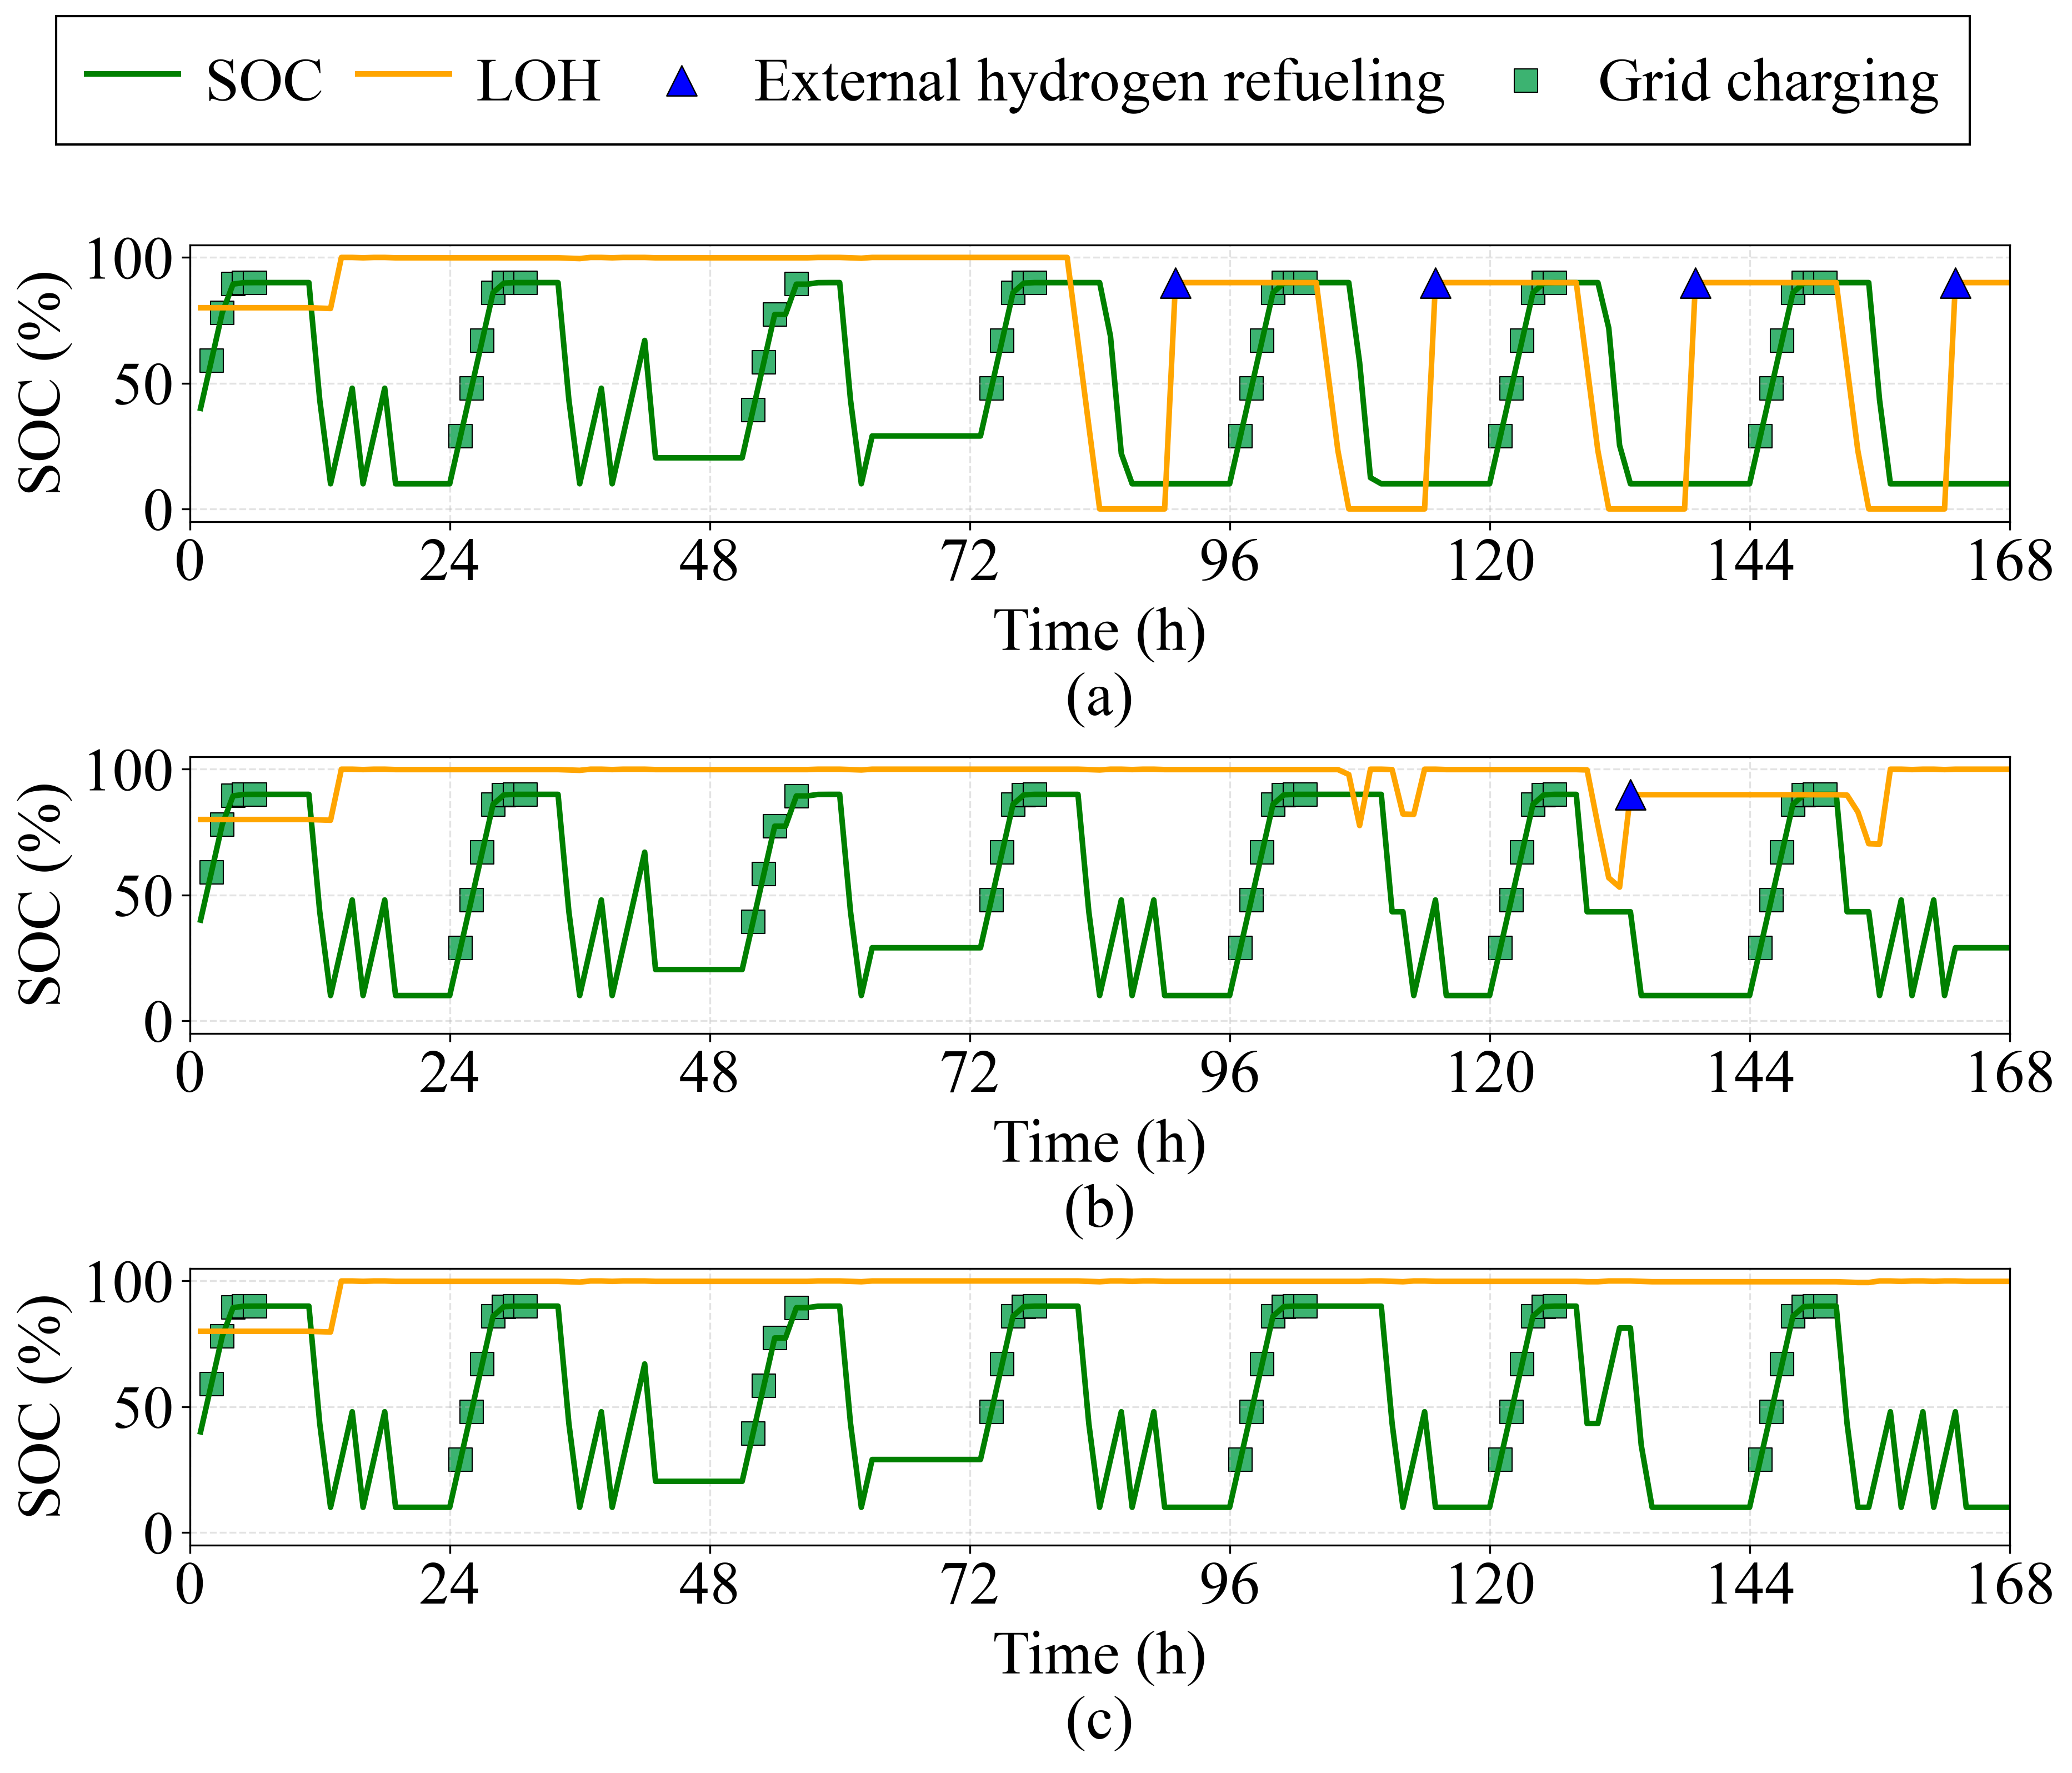 SOC LOH External hydrogen refueling Grid charging
100
50
0
SOC (%)
0 24 48 72 96 120 144 168
Time (h)
(a)
100
50
0
SOC (%)
0 24 48 72 96 120 144 168
Time (h)
(b)
100
50
0
SOC (%)
0 24 48 72 96 120 144 168
Time (h)
(c)